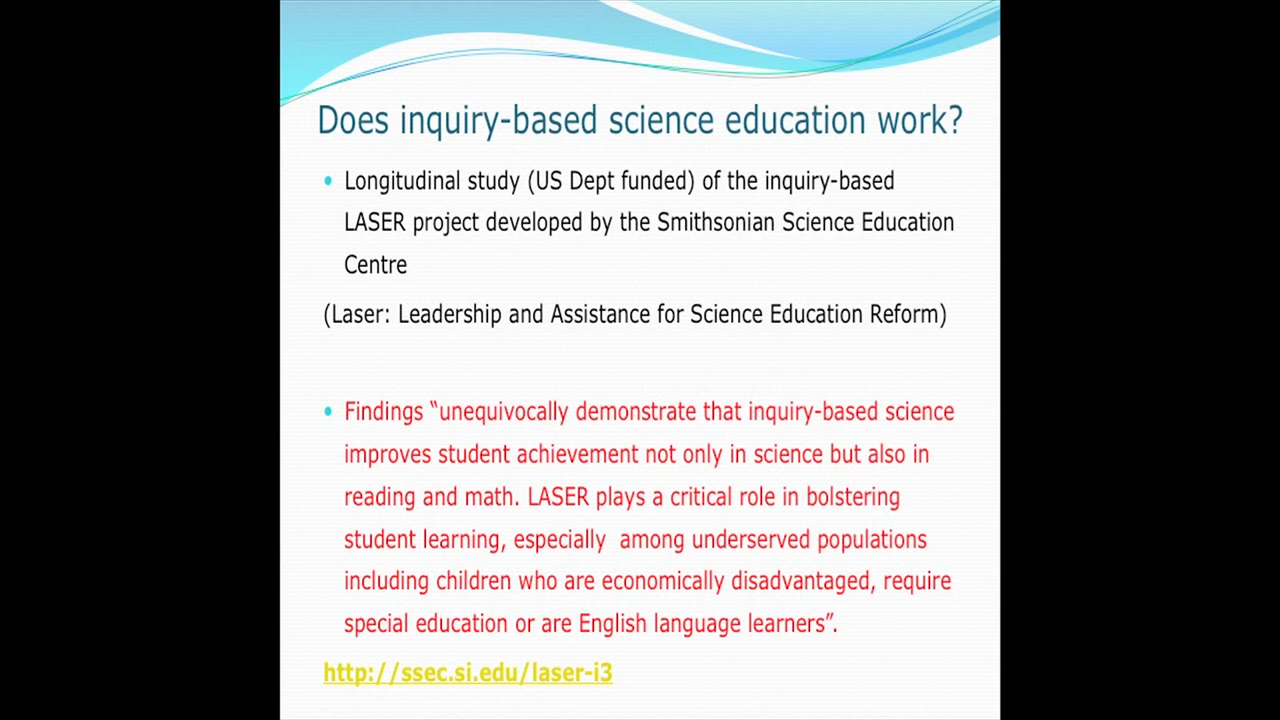 Does inquiry-based science education work?
• Longitudinal study (US Dept funded) of the inquiry-based
LASER project developed by the Smithsonian Science Education
Centre
(Laser: Leadership and Assistance for Science Education Reform)
• Findings “unequivocally demonstrate that inquiry-based science
improves student achievement not only in science but also in
reading and math. LASER plays a critical role in bolstering
student learning, especially  among underserved populations
including children who are economically disadvantaged, require
special education or are English language learners”.
http://ssec.si.edu/laser-i3